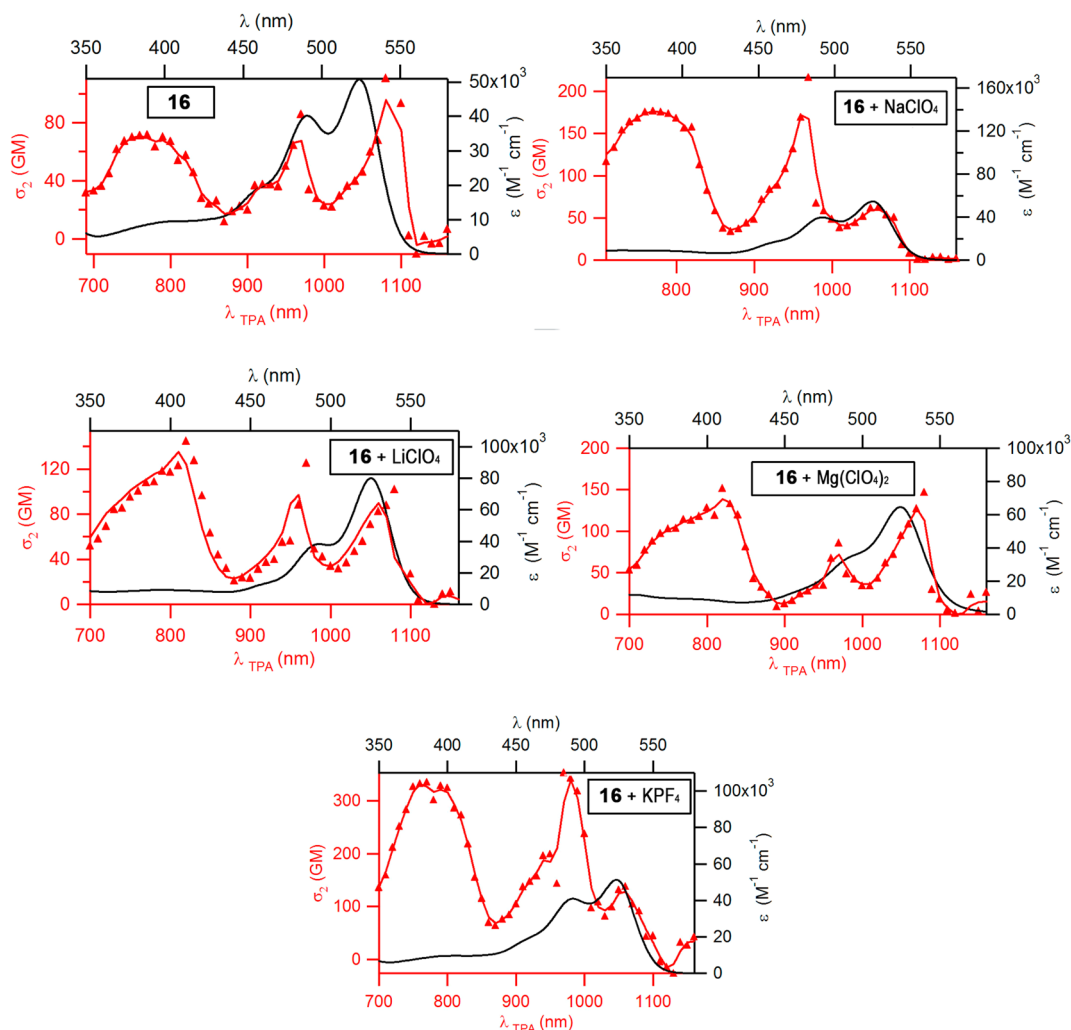 λ (nm)
350 400 450 500 550
16
σ₂ (GM)
80
40
0
50x10³
40
30
20
10
0
ε (M⁻¹ cm⁻¹)
700 800 900 1000 1100
λ TPA (nm)
λ (nm)
400 450 500 550
16 + NaClO₄
σ₂ (GM)
200
150
100
50
0
160x10³
120
80
40
0
ε (M⁻¹ cm⁻¹)
800 900 1000 1100
λ TPA (nm)
λ (nm)
350 400 450 500 550
16 + LiClO₄
σ₂ (GM)
120
80
40
0
100x10³
80
60
40
20
0
ε (M⁻¹ cm⁻¹)
700 800 900 1000 1100
λ TPA (nm)
λ (nm)
350 400 450 500 550
16 + Mg(ClO₄)₂
σ₂ (GM)
200
150
100
50
0
100x10³
80
60
40
20
0
ε (M⁻¹ cm⁻¹)
700 800 900 1000 1100
λ TPA (nm)
λ (nm)
350 400 450 500 550
16 + KPF₄
σ₂ (GM)
300
200
100
0
100x10³
80
60
40
20
0
ε (M⁻¹ cm⁻¹)
700 800 900 1000 1100
λ TPA (nm)